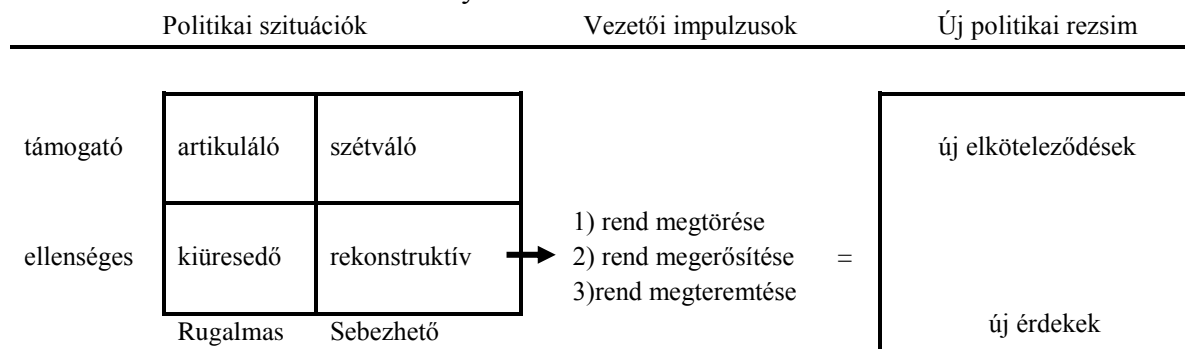 Politikai szituációk Vezetői impulzusok Új politikai rezsim
támogató artikuláló szétváló új elköteleződések
1) rend megtörése
ellenséges kiüresedő rekonstruktív 2) rend megerősítése =
3)rend megteremtése
Rugalmas Sebezhető új érdekek